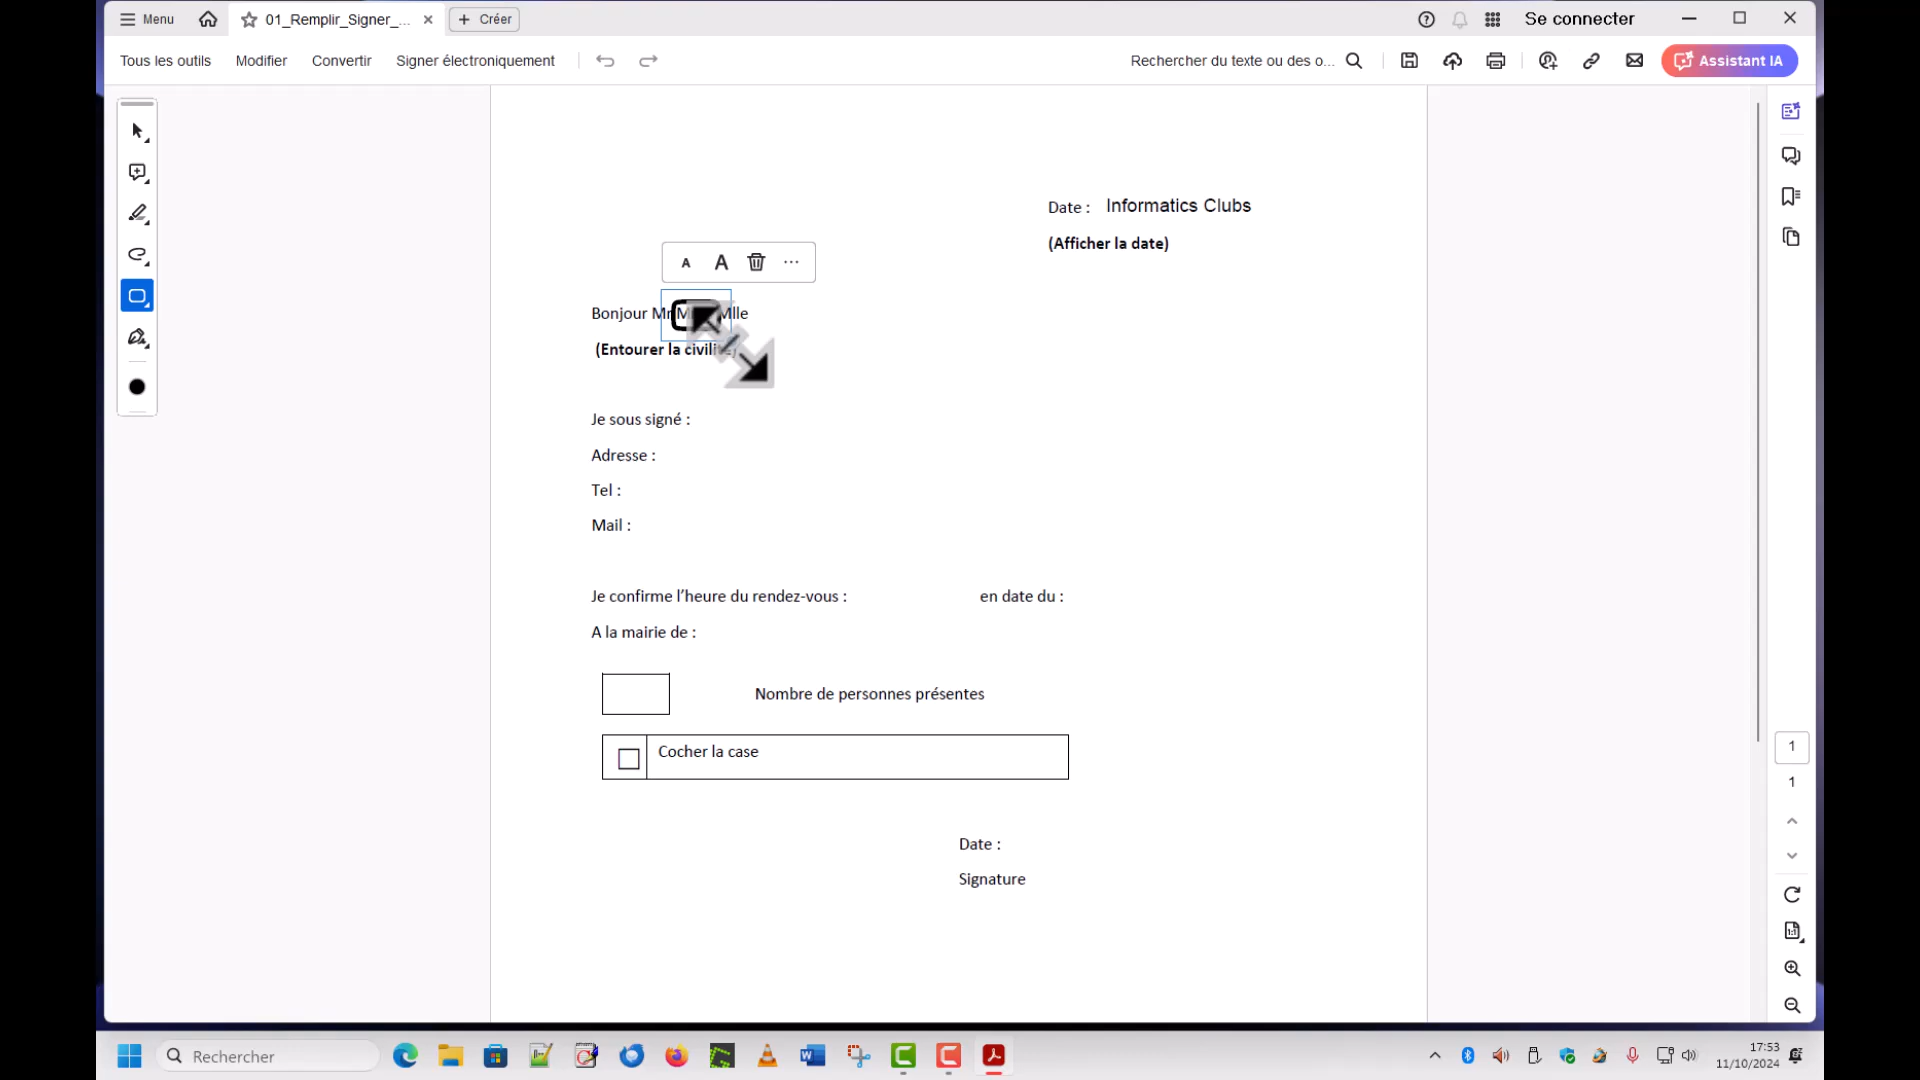 Menu
01_Remplir_Signer_...
Créer
Se connecter
Tous les outils
Modifier
Convertir
Signer électroniquement
Rechercher du texte ou des o...
Assistant IA
Date :
Informatics Clubs
(Afficher la date)
A A ...
Bonjour Mr Mlle
(Entourer la civilité)
Je sous signé :
Adresse :
Tel :
Mail :
Je confirme l’heure du rendez-vous :
en date du :
A la mairie de :
Nombre de personnes présentes
Cocher la case
Date :
Signature
1
1
Rechercher
17:53
11/10/2024